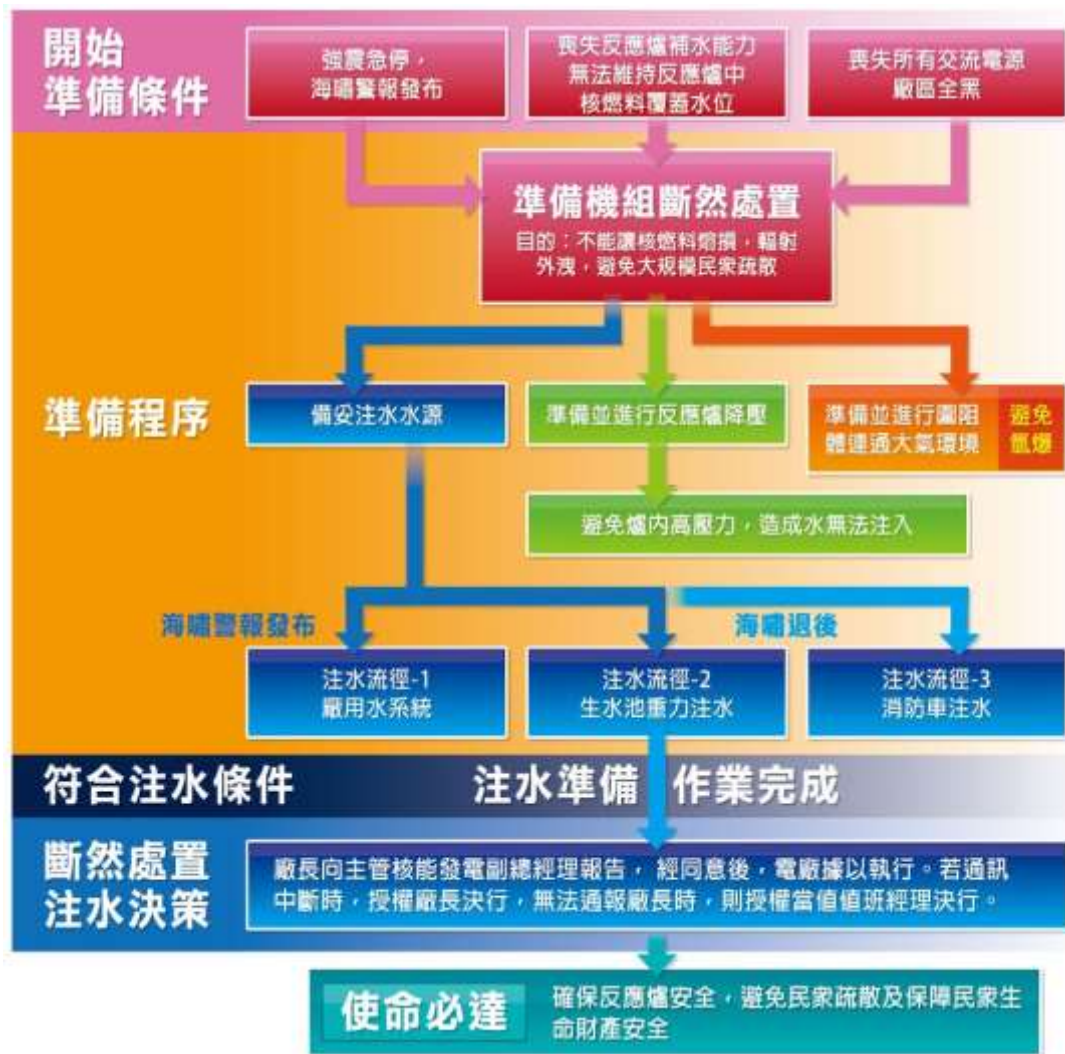 開始
準備條件
強震急停，
海嘯警報發布
喪失反應爐補水能力
無法維持反應爐中
核燃料覆蓋水位
喪失所有交流電源
廠區全黑
準備機組斷然處置
目的：不能讓核燃料熔損，輻射
外洩，避免大規模民眾疏散
準備程序
備妥注水水源
準備並進行反應爐降壓
準備並進行圍阻
體連通大氣環境
避免
氫爆
避免爐內高壓力，造成水無法注入
海嘯警報發布
海嘯退後
注水流徑-1
廠用水系統
注水流徑-2
生水池重力注水
注水流徑-3
消防車注水
符合注水條件
注水準備 作業完成
斷然處置
注水決策
廠長向主管核能發電副總經理報告， 經同意後，電廠據以執行。若通訊
中斷時，授權廠長決行，無法通報廠長時，則授權當值值班經理決行。
使命必達
確保反應爐安全，避免民眾疏散及保障民眾生
命財產安全